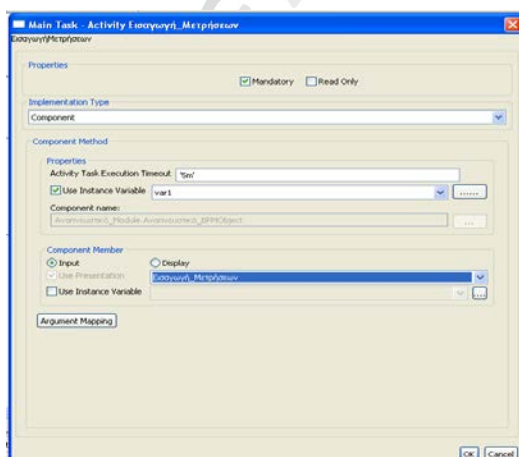 Main Task - Activity Εισαγωγή_Μετρήσεων
ΕισαγωγήΜετρήσεων
Properties
Mandatory Read Only
Implementation Type
Component
Component Method
Properties
Activity Task Execution Timeout '5m'
Use Instance Variable var1 ......
Component name:
Αναπνευστικό_Module.Αναπνευστικό_BPMObject ...
Component Member
Input Display
Use Presentation Εισαγωγή_Μετρήσεων
Use Instance Variable ...
Argument Mapping
OK Cancel